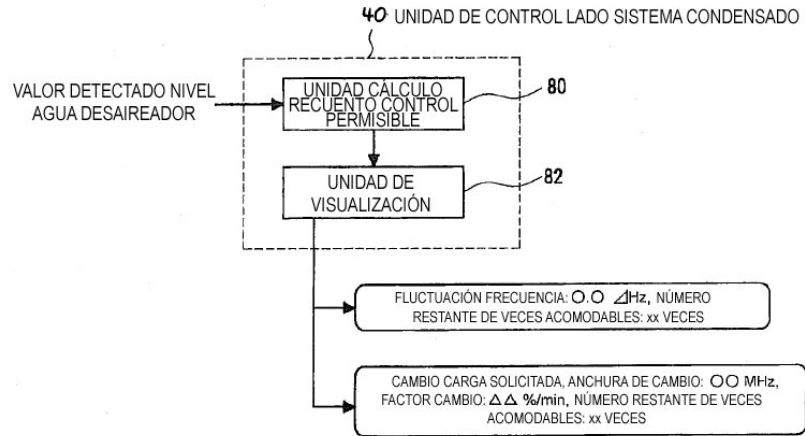 40 UNIDAD DE CONTROL LADO SISTEMA CONDENSADO
VALOR DETECTADO NIVEL
AGUA DESAIREADOR
UNIDAD CÁLCULO
RECUENTO CONTROL
PERMISIBLE
80
UNIDAD DE
VISUALIZACIÓN
82
FLUCTUACIÓN FRECUENCIA: O.O ⊿Hz, NÚMERO
RESTANTE DE VECES ACOMODABLES: xx VECES
CAMBIO CARGA SOLICITADA, ANCHURA DE CAMBIO: OO MHz,
FACTOR CAMBIO: ΔΔ %/min, NÚMERO RESTANTE DE VECES
ACOMODABLES: xx VECES